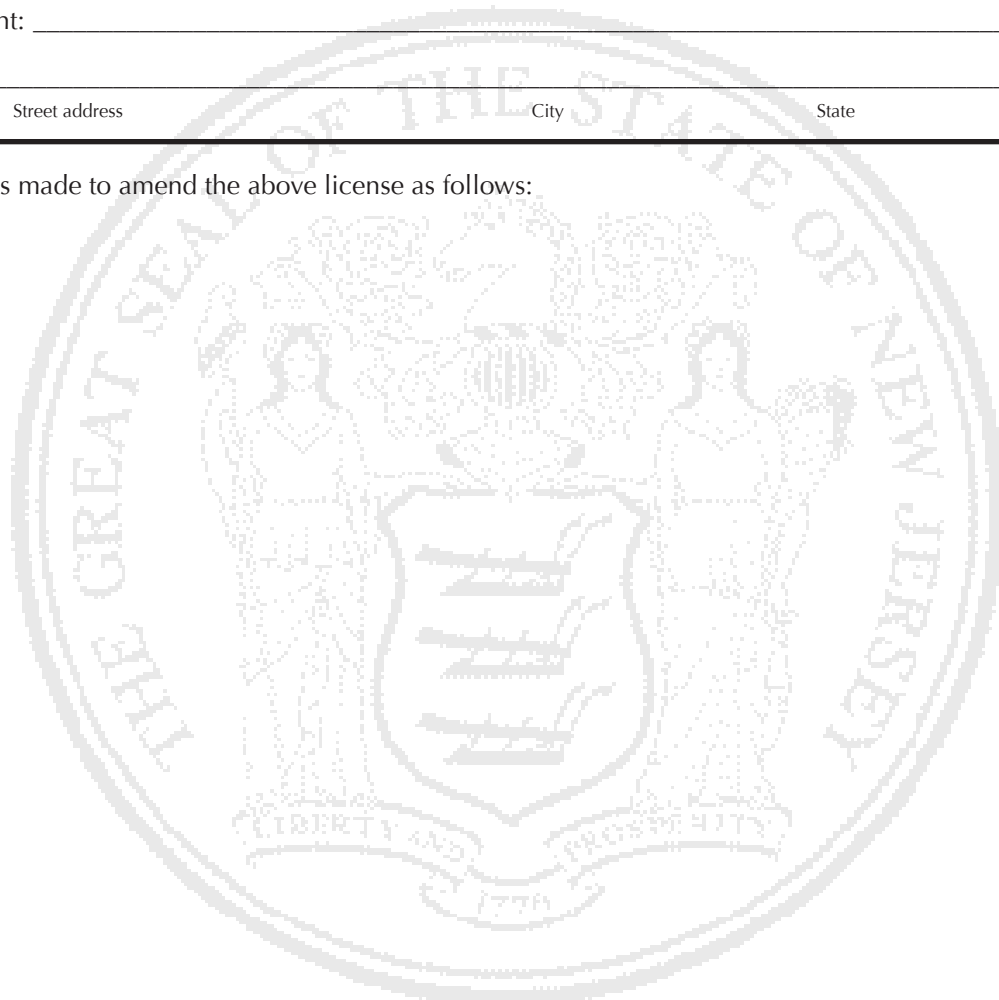 nt:
Street address City State
s made to amend the above license as follows:
THE GREAT SEAL OF THE STATE OF NEW JERSEY
LIBERTY AND PROSPERITY
1776